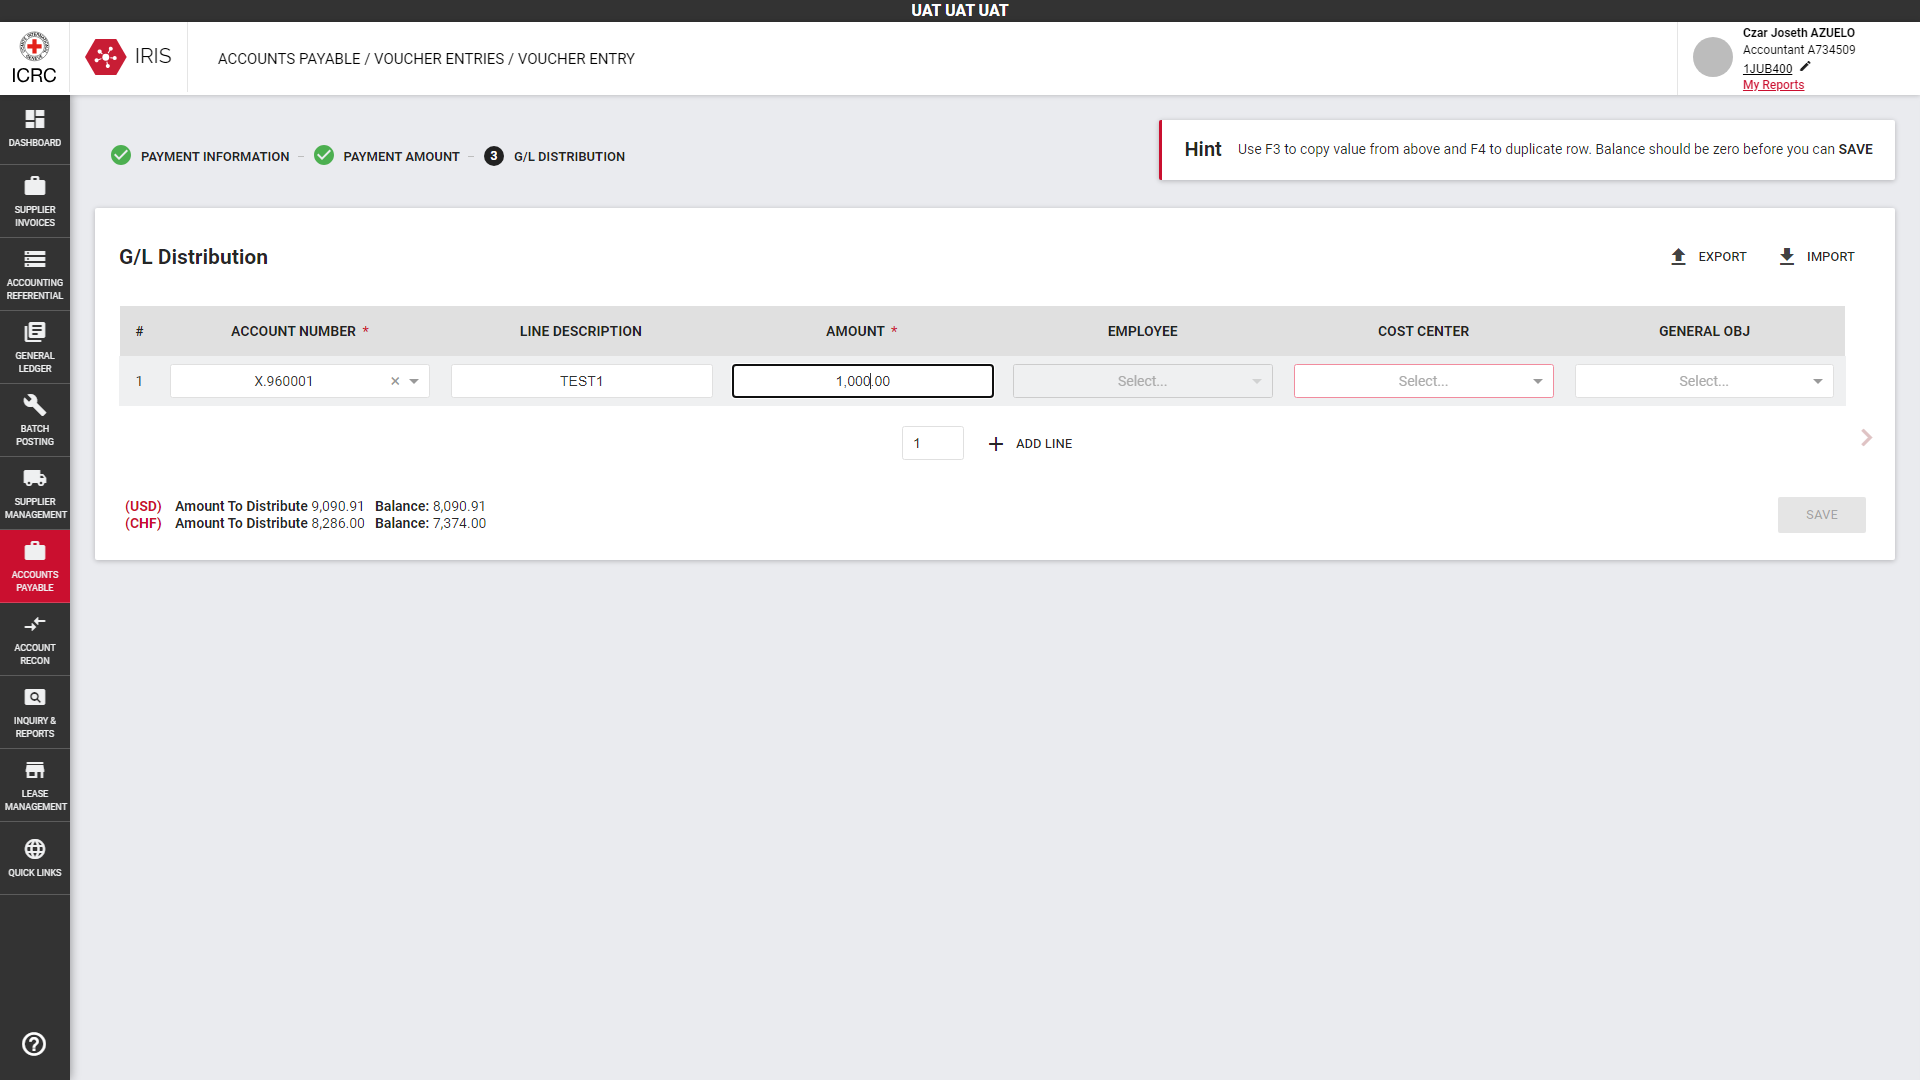 UAT UAT UAT
ICRC
IRIS
ACCOUNTS PAYABLE / VOUCHER ENTRIES / VOUCHER ENTRY
Czar Joseth AZUELO
Accountant A734509
1JUB400
My Reports
DASHBOARD
SUPPLIER
INVOICES
ACCOUNTING
REFERENTIAL
GENERAL
LEDGER
BATCH
POSTING
SUPPLIER
MANAGEMENT
ACCOUNTS
PAYABLE
ACCOUNT
RECON
INQUIRY &
REPORTS
LEASE
MANAGEMENT
QUICK LINKS
PAYMENT INFORMATION
PAYMENT AMOUNT
3 G/L DISTRIBUTION
Hint Use F3 to copy value from above and F4 to duplicate row. Balance should be zero before you can SAVE
G/L Distribution
EXPORT
IMPORT
# ACCOUNT NUMBER * LINE DESCRIPTION AMOUNT * EMPLOYEE COST CENTER GENERAL OBJ
1 X.960001 TEST1 1,000.00 Select... Select... Select...
1 ADD LINE
(USD) Amount To Distribute 9,090.91 Balance: 8,090.91
(CHF) Amount To Distribute 8,286.00 Balance: 7,374.00
SAVE